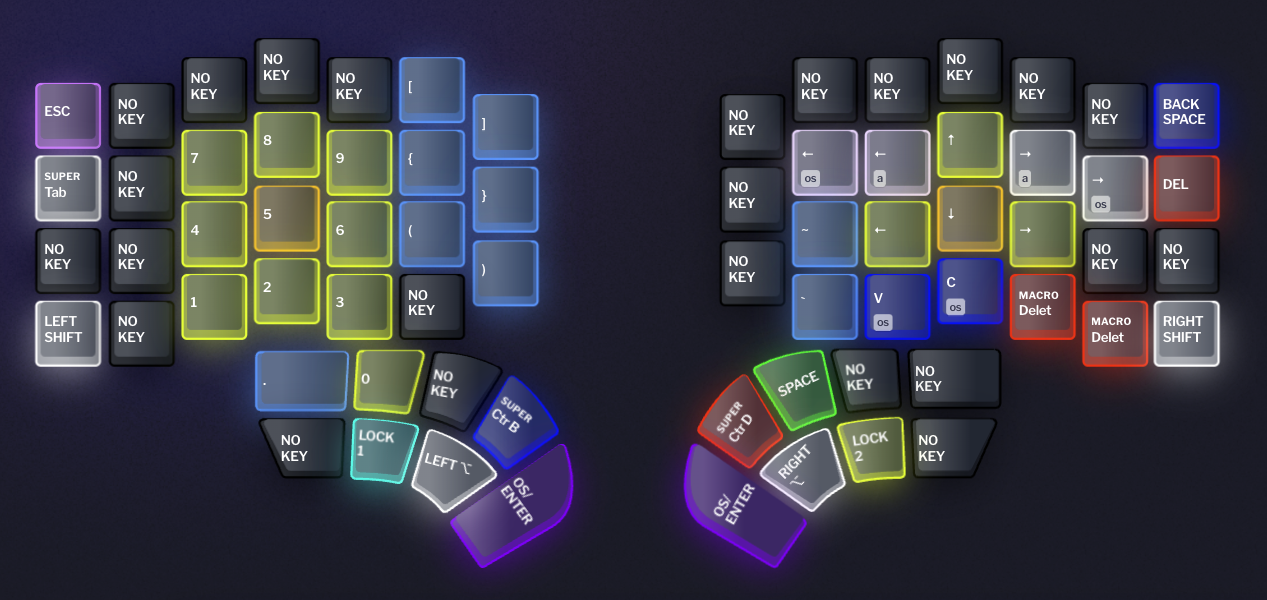 NO
KEY
NO
KEY
NO
KEY
[
ESC
NO
KEY
]
7
8
9
{
SUPER
Tab
NO
KEY
}
4
5
6
(
NO
KEY
NO
KEY
)
1
2
3
NO
KEY
LEFT
SHIFT
NO
KEY
.
0
NO
KEY
SUPER
Ctr B
NO
KEY
LOCK
1
LEFT ⌥
OS/
ENTER
NO
KEY
NO
KEY
NO
KEY
NO
KEY
NO
KEY
NO
KEY
BACK
SPACE
←
os
←
a
↑
→
a
→
os
DEL
NO
KEY
~
←
↓
→
NO
KEY
NO
KEY
NO
KEY
V
os
C
os
MACRO
Delet
MACRO
Delet
RIGHT
SHIFT
SUPER
Ctr D
SPACE
NO
KEY
NO
KEY
OS/
ENTER
RIGHT
⌥
LOCK
2
NO
KEY